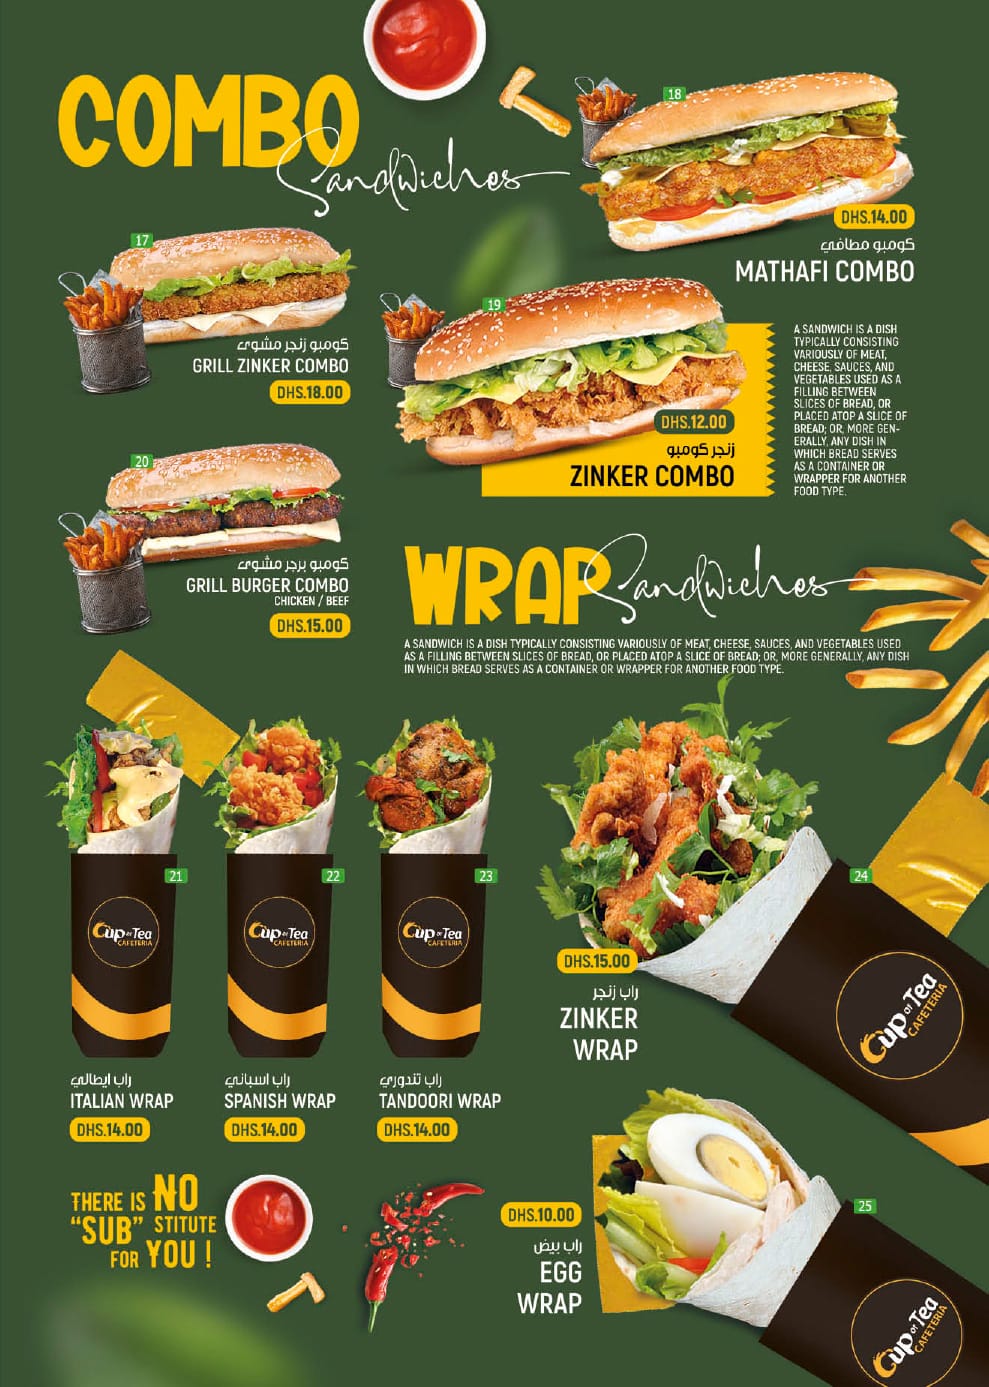 COMBO
Sandwiches
18
DHS.14.00
كومبو مطافي
MATHAFI COMBO
17
كومبو زنجر مشوي
GRILL ZINKER COMBO
DHS.18.00
19
DHS.12.00
زنجر كومبو
ZINKER COMBO
A SANDWICH IS A DISH
TYPICALLY CONSISTING
VARIOUSLY OF MEAT,
CHEESE, SAUCES, AND
VEGETABLES USED AS A
FILLING BETWEEN
SLICES OF BREAD, OR
PLACED ATOP A SLICE OF
BREAD; OR, MORE GEN-
ERALLY, ANY DISH IN
WHICH BREAD SERVES
AS A CONTAINER OR
WRAPPER FOR ANOTHER
FOOD TYPE.
20
كومبو برجر مشوي
GRILL BURGER COMBO
CHICKEN / BEEF
DHS.15.00
WRAP
Sandwiches
A SANDWICH IS A DISH TYPICALLY CONSISTING VARIOUSLY OF MEAT, CHEESE, SAUCES, AND VEGETABLES USED
AS A FILLING BETWEEN SLICES OF BREAD, OR PLACED ATOP A SLICE OF BREAD; OR, MORE GENERALLY, ANY DISH
IN WHICH BREAD SERVES AS A CONTAINER OR WRAPPER FOR ANOTHER FOOD TYPE.
21
Cup OF Tea
CAFETERIA
راب ايطالي
ITALIAN WRAP
DHS.14.00
22
Cup OF Tea
CAFETERIA
راب اسباني
SPANISH WRAP
DHS.14.00
23
Cup OF Tea
CAFETERIA
راب تندوري
TANDOORI WRAP
DHS.14.00
24
Cup OF Tea
CAFETERIA
DHS.15.00
راب زنجر
ZINKER
WRAP
THERE IS NO
“SUB” STITUTE
FOR YOU !
25
Cup OF Tea
CAFETERIA
DHS.10.00
راب بيض
EGG
WRAP